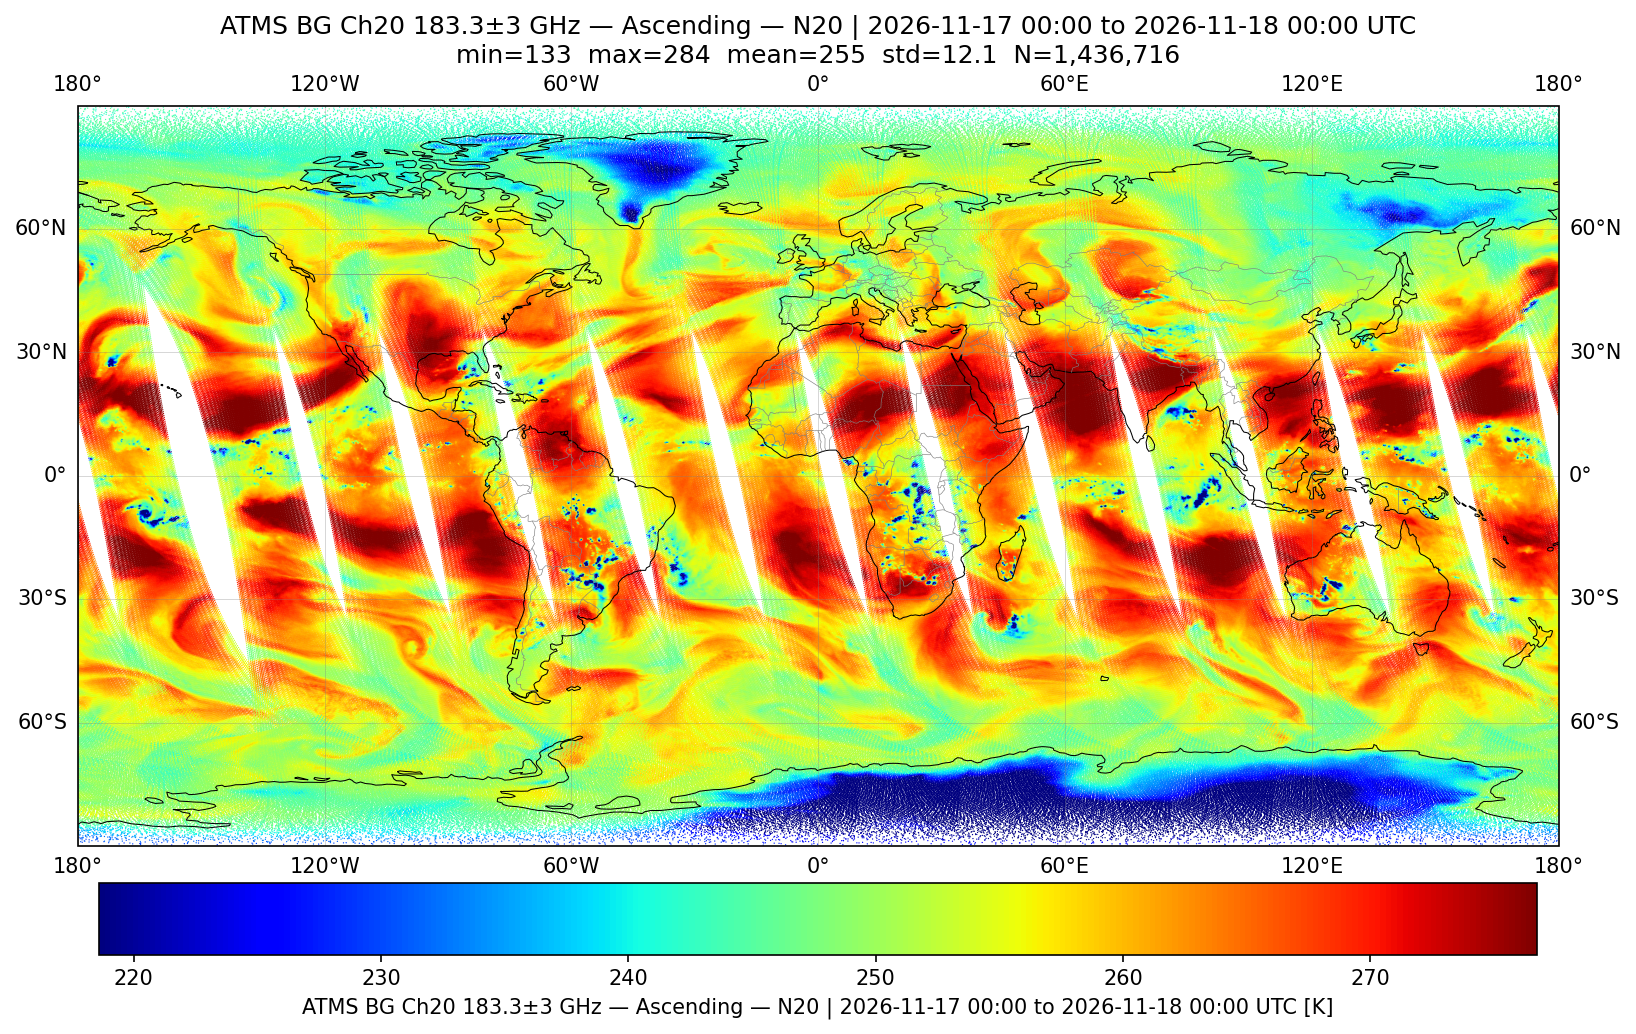 ATMS BG Ch20 183.3±3 GHz — Ascending — N20 | 2026-11-17 00:00 to 2026-11-18 00:00 UTC
min=133 max=284 mean=255 std=12.1 N=1,436,716
180° 120°W 60°W 0° 60°E 120°E 180°
60°N 60°N
30°N 30°N
0° 0°
30°S 30°S
60°S 60°S
180° 120°W 60°W 0° 60°E 120°E 180°
220 230 240 250 260 270
ATMS BG Ch20 183.3±3 GHz — Ascending — N20 | 2026-11-17 00:00 to 2026-11-18 00:00 UTC [K]